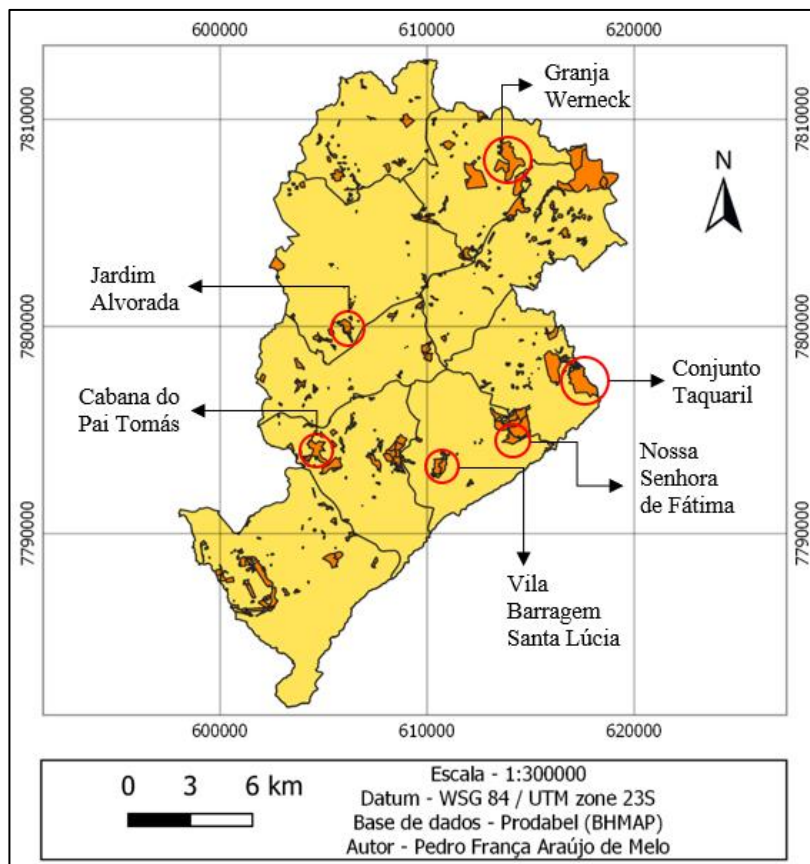 600000 610000 620000
Granja
Werneck
7810000 7810000
N
Jardim
Alvorada
7800000 7800000
Conjunto
Taquaril
Cabana do
Pai Tomás
Nossa
Senhora
de Fátima
7790000 7790000
Vila
Barragem
Santa Lúcia
600000 610000 620000
0 3 6 km
Escala - 1:300000
Datum - WSG 84 / UTM zone 23S
Base de dados - Prodabel (BHMAP)
Autor - Pedro França Araújo de Melo